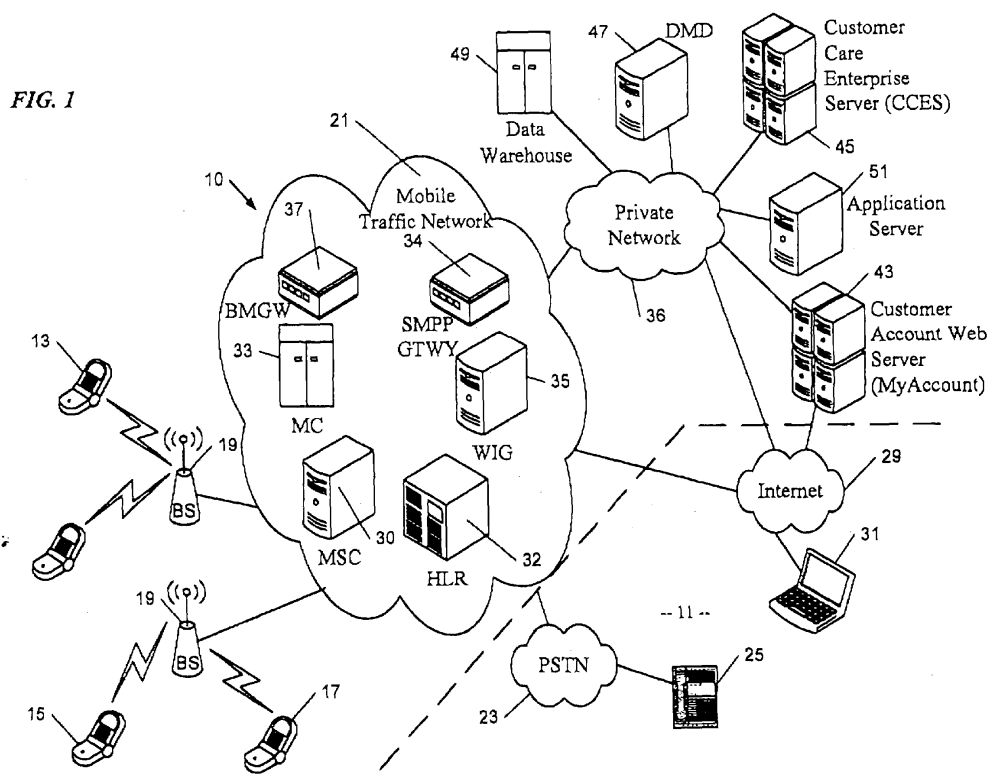 FIG. 1
10
21
Mobile
Traffic Network
37
BMGW
34
SMPP
GTWY
33
MC
35
WIG
30
MSC
32
HLR
13
19
BS
19
BS
15
17
49
Data
Warehouse
47
DMD
Customer
Care
Enterprise
Server (CCES)
45
51
Application
Server
Private
Network
36
43
Customer
Account Web
Server
(MyAccount)
Internet
29
31
-- 11 --
PSTN
23
25